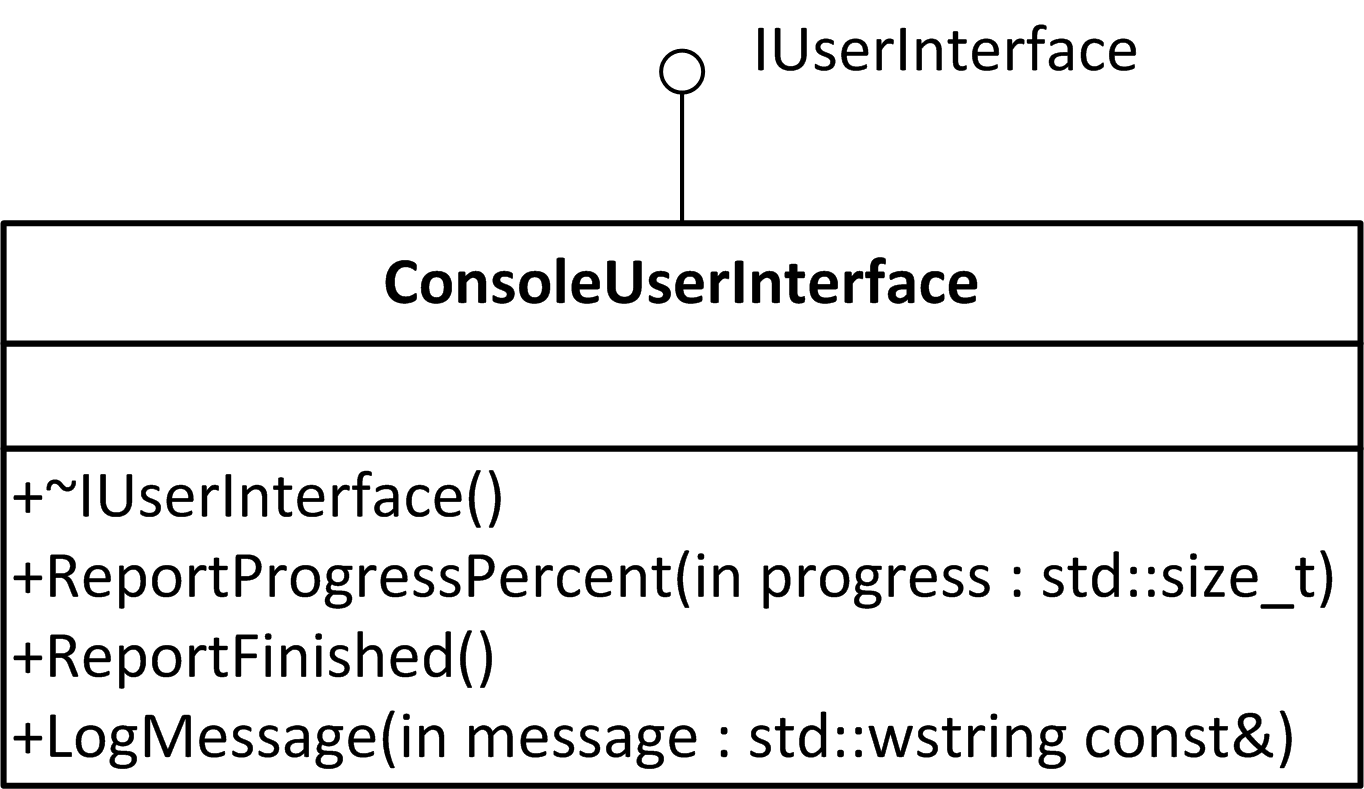 IUserInterface
ConsoleUserInterface
+~IUserInterface()
+ReportProgressPercent(in progress : std::size_t)
+ReportFinished()
+LogMessage(in message : std::wstring const&)